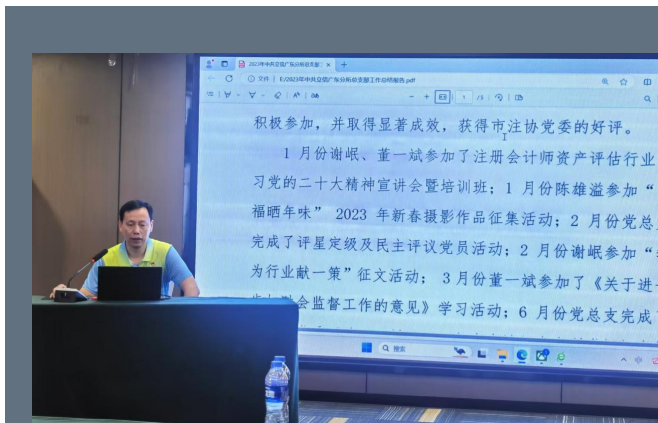 2023年中共立信广东分所总支部
文件
E:/2023年中共立信广东分所总支部工作总结报告.pdf
积极参加，并取得显著成效，获得市注协党委的好评。
1 月份谢岷、董一斌参加了注册会计师资产评估行业
习党的二十大精神宣讲会暨培训班；1 月份陈雄溢参加“
福晒年味” 2023 年新春摄影作品征集活动；2 月份党总
完成了评星定级及民主评议党员活动；2 月份谢岷参加“
为行业献一策”征文活动； 3 月份董一斌参加了《关于进
会监督工作的意见》学习活动；6 月份党总支完成
搜索